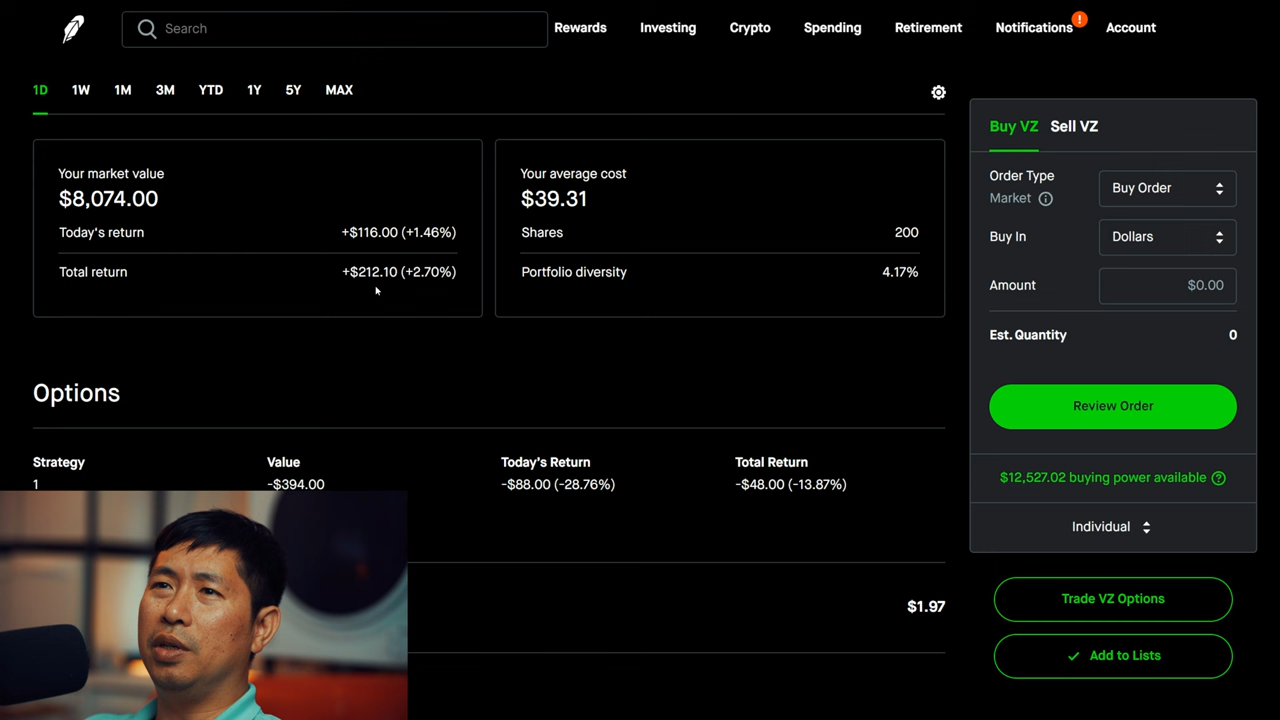 Search
Rewards
Investing
Crypto
Spending
Retirement
Notifications
!
Account
1D
1W
1M
3M
YTD
1Y
5Y
MAX
Your market value
$8,074.00
Today's return +$116.00 (+1.46%)
Total return +$212.10 (+2.70%)
Your average cost
$39.31
Shares 200
Portfolio diversity 4.17%
Buy VZ Sell VZ
Order Type
Market
Buy Order
Buy In Dollars
Amount $0.00
Est. Quantity 0
Review Order
$12,527.02 buying power available
Individual
Trade VZ Options
Add to Lists
Options
Strategy Value Today's Return Total Return
1 -$394.00 -$88.00 (-28.76%) -$48.00 (-13.87%)
$1.97